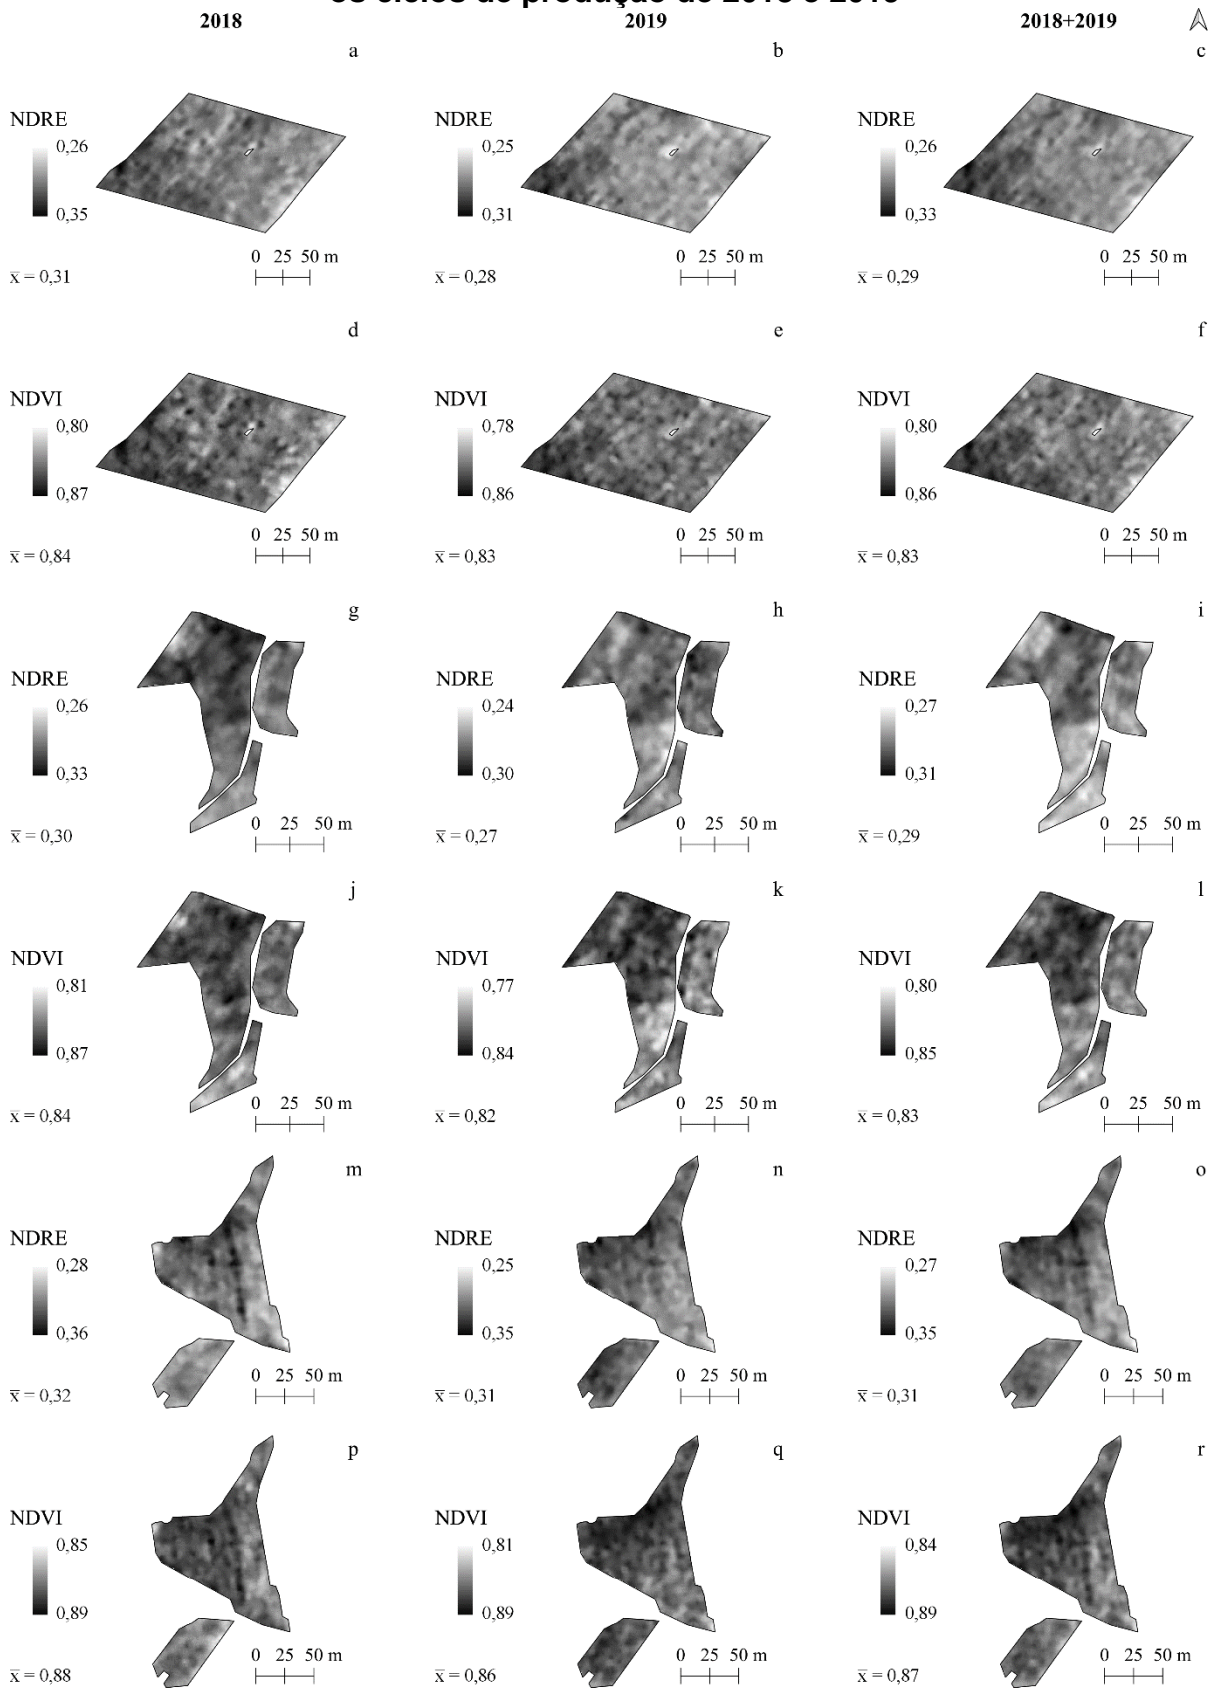 2018 2019 2018+2019
a b c
NDRE NDRE NDRE
0,26 0,25 0,26
0,35 0,31 0,33
0 25 50 m 0 25 50 m 0 25 50 m
x̄ = 0,31 x̄ = 0,28 x̄ = 0,29
d e f
NDVI NDVI NDVI
0,80 0,78 0,80
0,87 0,86 0,86
0 25 50 m 0 25 50 m 0 25 50 m
x̄ = 0,84 x̄ = 0,83 x̄ = 0,83
g h i
NDRE NDRE NDRE
0,26 0,24 0,27
0,33 0,30 0,31
0 25 50 m 0 25 50 m 0 25 50 m
x̄ = 0,30 x̄ = 0,27 x̄ = 0,29
j k l
NDVI NDVI NDVI
0,81 0,77 0,80
0,87 0,84 0,85
0 25 50 m 0 25 50 m 0 25 50 m
x̄ = 0,84 x̄ = 0,82 x̄ = 0,83
m n o
NDRE NDRE NDRE
0,28 0,25 0,27
0,36 0,35 0,35
0 25 50 m 0 25 50 m 0 25 50 m
x̄ = 0,32 x̄ = 0,31 x̄ = 0,31
p q r
NDVI NDVI NDVI
0,85 0,81 0,84
0,89 0,89 0,89
0 25 50 m 0 25 50 m 0 25 50 m
x̄ = 0,88 x̄ = 0,86 x̄ = 0,87